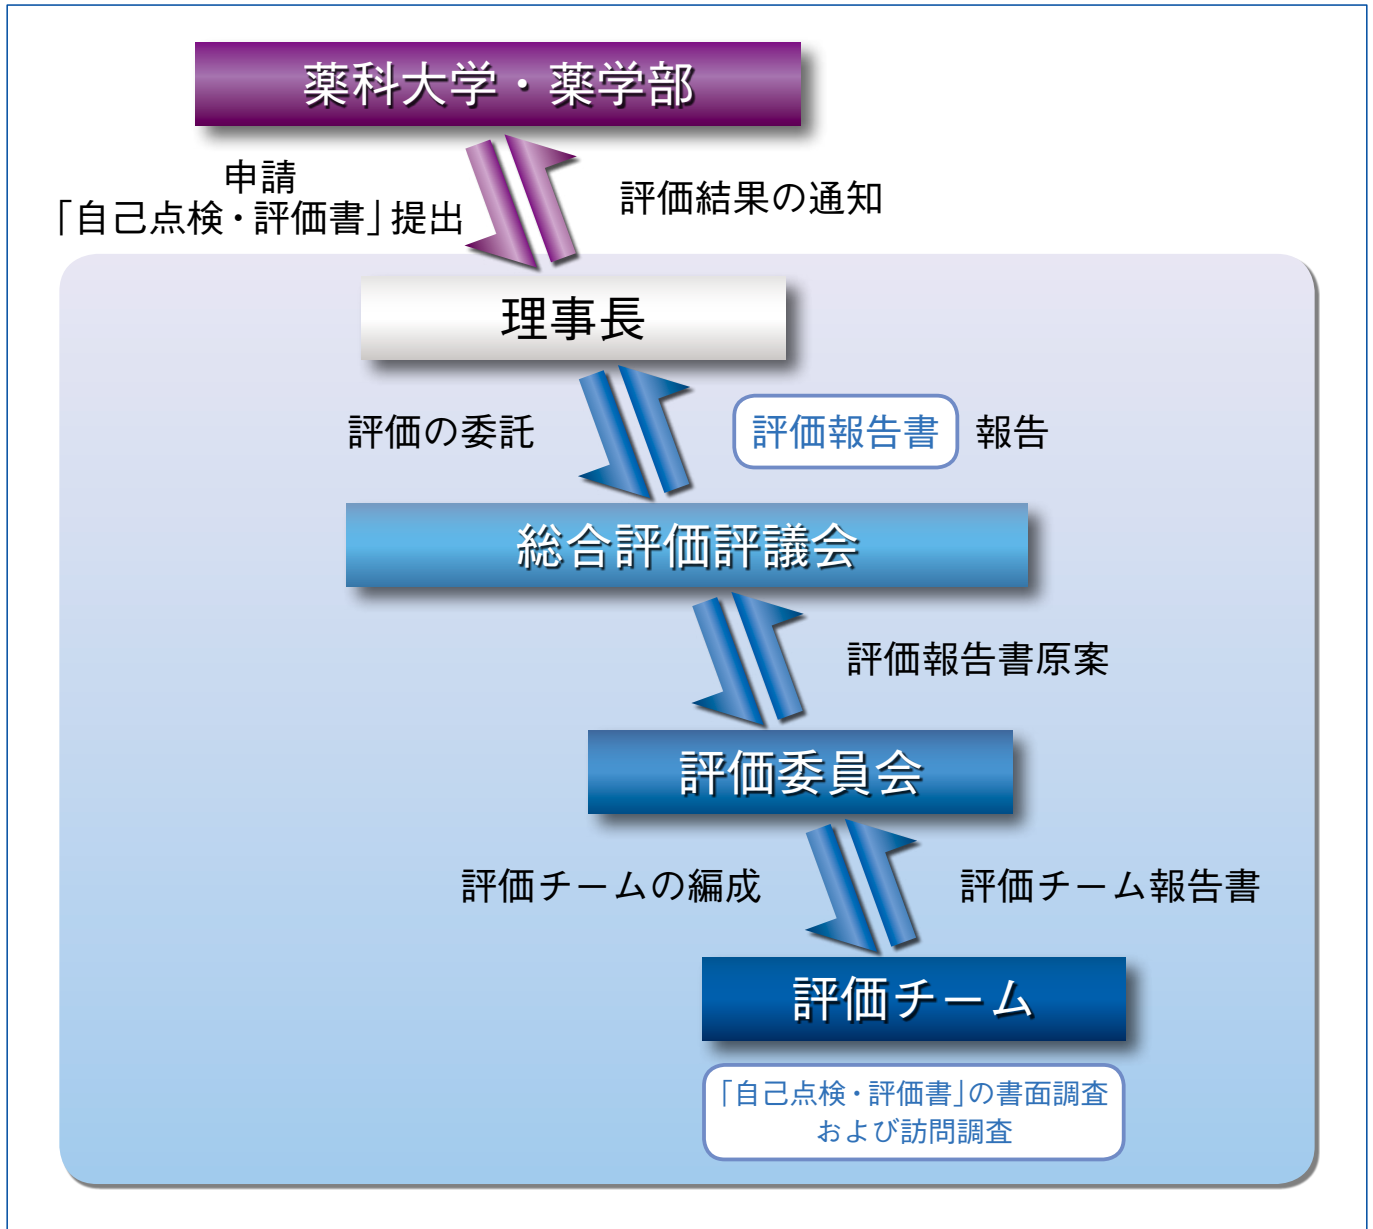 薬科大学・薬学部
申請
「自己点検・評価書」提出
評価結果の通知
理事長
評価の委託
評価報告書 報告
総合評価評議会
評価報告書原案
評価委員会
評価チームの編成
評価チーム報告書
評価チーム
「自己点検・評価書」の書面調査
および訪問調査